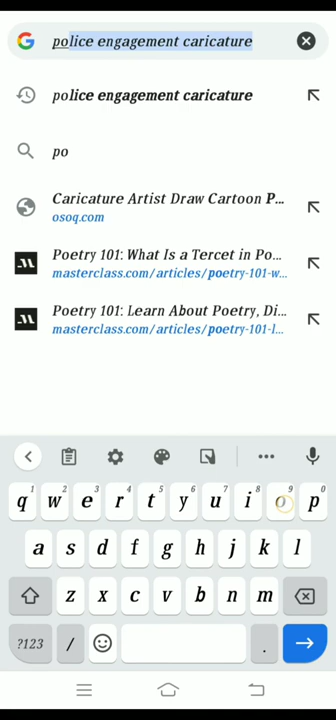 police engagement caricature
police engagement caricature
po
Caricature Artist Draw Cartoon P...
osoq.com
Poetry 101: What Is a Tercet in Po...
masterclass.com/articles/poetry-101-w...
Poetry 101: Learn About Poetry, Di...
masterclass.com/articles/poetry-101-l...
1 2 3 4 5 6 7 8 9 0
q w e r t y u i o p
a s d f g h j k l
z x c v b n m
?123 / .